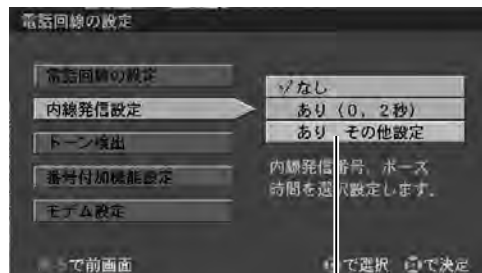 電話回線の設定
電話回線の設定
内線発信設定
トーン検出
番号付加機能設定
モデム設定
なし
あり（0, 2秒）
あり その他設定
内線発信番号、ポーズ
時間を選択設定します。
で前画面
で選択 で決定